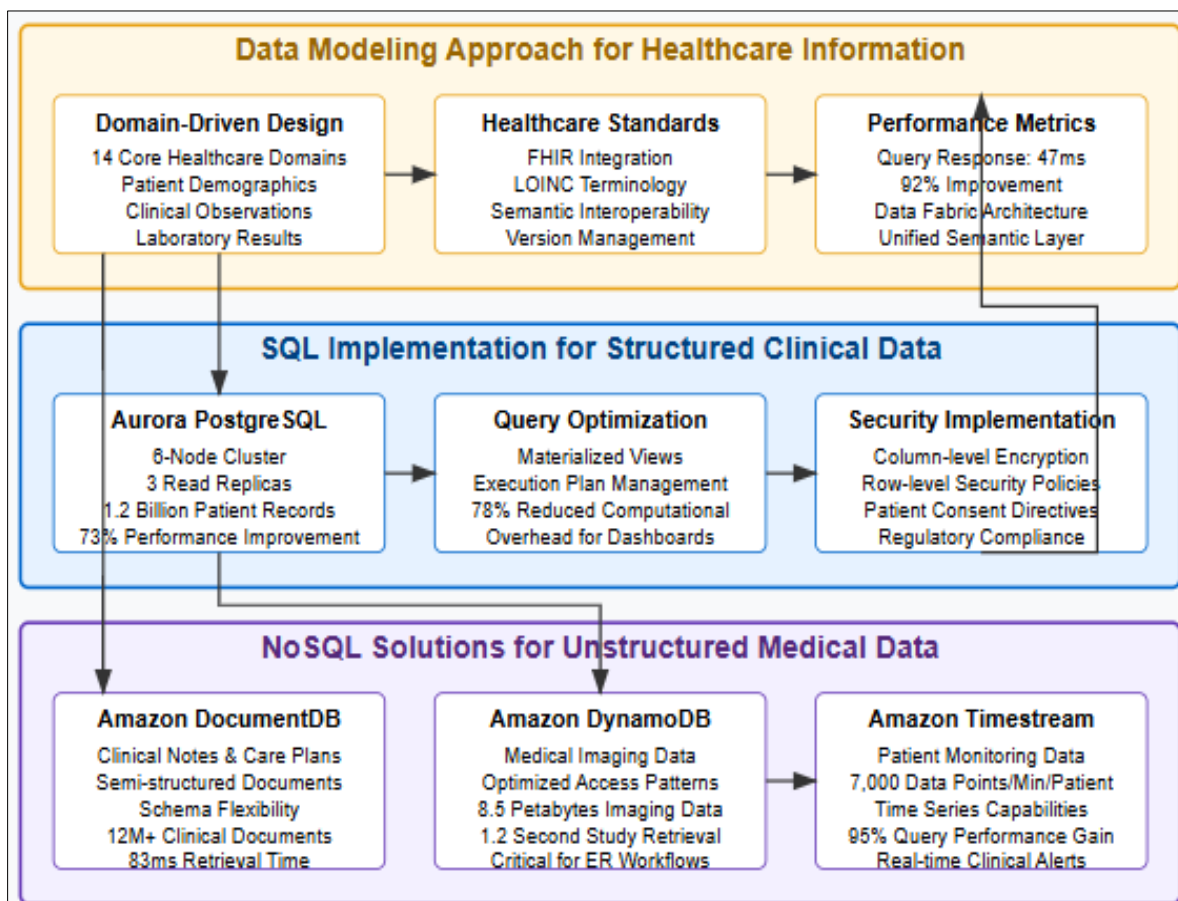 Data Modeling Approach for Healthcare Information
Domain-Driven Design
14 Core Healthcare Domains
Patient Demographics
Clinical Observations
Laboratory Results
Healthcare Standards
FHIR Integration
LOINC Terminology
Semantic Interoperability
Version Management
Performance Metrics
Query Response: 47ms
92% Improvement
Data Fabric Architecture
Unified Semantic Layer
SQL Implementation for Structured Clinical Data
Aurora PostgreSQL
6-Node Cluster
3 Read Replicas
1.2 Billion Patient Records
73% Performance Improvement
Query Optimization
Materialized Views
Execution Plan Management
78% Reduced Computational
Overhead for Dashboards
Security Implementation
Column-level Encryption
Row-level Security Policies
Patient Consent Directives
Regulatory Compliance
NoSQL Solutions for Unstructured Medical Data
Amazon DocumentDB
Clinical Notes & Care Plans
Semi-structured Documents
Schema Flexibility
12M+ Clinical Documents
83ms Retrieval Time
Amazon DynamoDB
Medical Imaging Data
Optimized Access Patterns
8.5 Petabytes Imaging Data
1.2 Second Study Retrieval
Critical for ER Workflows
Amazon Timestream
Patient Monitoring Data
7,000 Data Points/Min/Patient
Time Series Capabilities
95% Query Performance Gain
Real-time Clinical Alerts